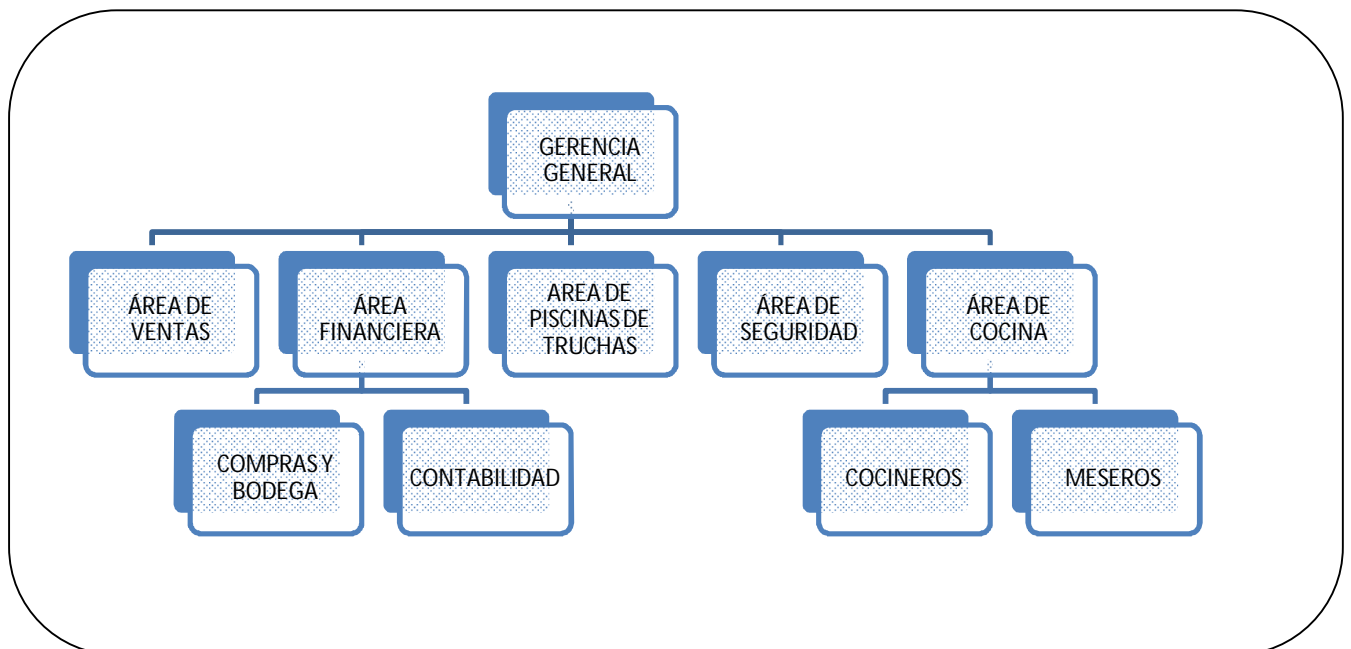 GERENCIA
GENERAL
ÁREA DE
VENTAS
ÁREA
FINANCIERA
AREA DE
PISCINAS DE
TRUCHAS
ÁREA DE
SEGURIDAD
ÁREA DE
COCINA
COMPRAS Y
BODEGA
CONTABILIDAD
COCINEROS
MESEROS